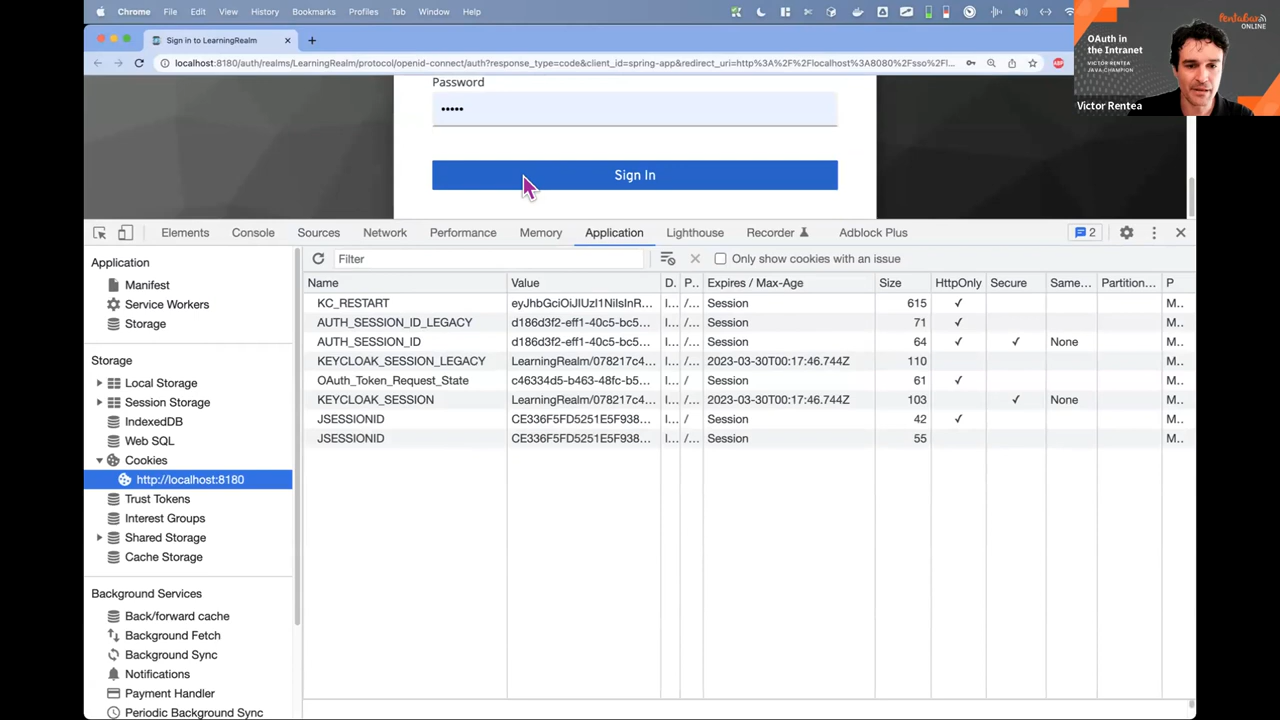 Chrome File Edit View History Bookmarks Profiles Tab Window Help
Sign in to LearningRealm
localhost:8180/auth/realms/LearningRealm/protocol/openid-connect/auth?response_type=code&client_id=spring-app&redirect_uri=http%3A%2F%2Flocalhost%3A8080%2Fsso%2F...
Pentabar
ONLINE
OAuth in
the Intranet
VICTOR RENTEA
JAVA CHAMPION
Victor Rentea
Password
Sign In
Elements Console Sources Network Performance Memory Application Lighthouse Recorder Adblock Plus 2
Application
Manifest
Service Workers
Storage
Storage
Local Storage
Session Storage
IndexedDB
Web SQL
Cookies
http://localhost:8180
Trust Tokens
Interest Groups
Shared Storage
Cache Storage
Background Services
Back/forward cache
Background Fetch
Background Sync
Notifications
Payment Handler
Periodic Background Sync
Filter Only show cookies with an issue
Name Value D. P.. Expires / Max-Age Size HttpOnly Secure Same... Partition... P
KC_RESTART eyJhbGciOiJIUzI1NiIsInR... l... /... Session 615 ✓ M..
AUTH_SESSION_ID_LEGACY d186d3f2-eff1-40c5-bc5... l... /... Session 71 ✓ M..
AUTH_SESSION_ID d186d3f2-eff1-40c5-bc5... l... /... Session 64 ✓ ✓ None M..
KEYCLOAK_SESSION_LEGACY LearningRealm/078217c4... l... /... 2023-03-30T00:17:46.744Z 110 M..
OAuth_Token_Request_State c46334d5-b463-48fc-b5... l... / Session 61 ✓ M..
KEYCLOAK_SESSION LearningRealm/078217c4... l... /... 2023-03-30T00:17:46.744Z 103 ✓ None M..
JSESSIONID CE336F5FD5251E5F938... l... / Session 42 ✓ M..
JSESSIONID CE336F5FD5251E5F938... l... /... Session 55 M..